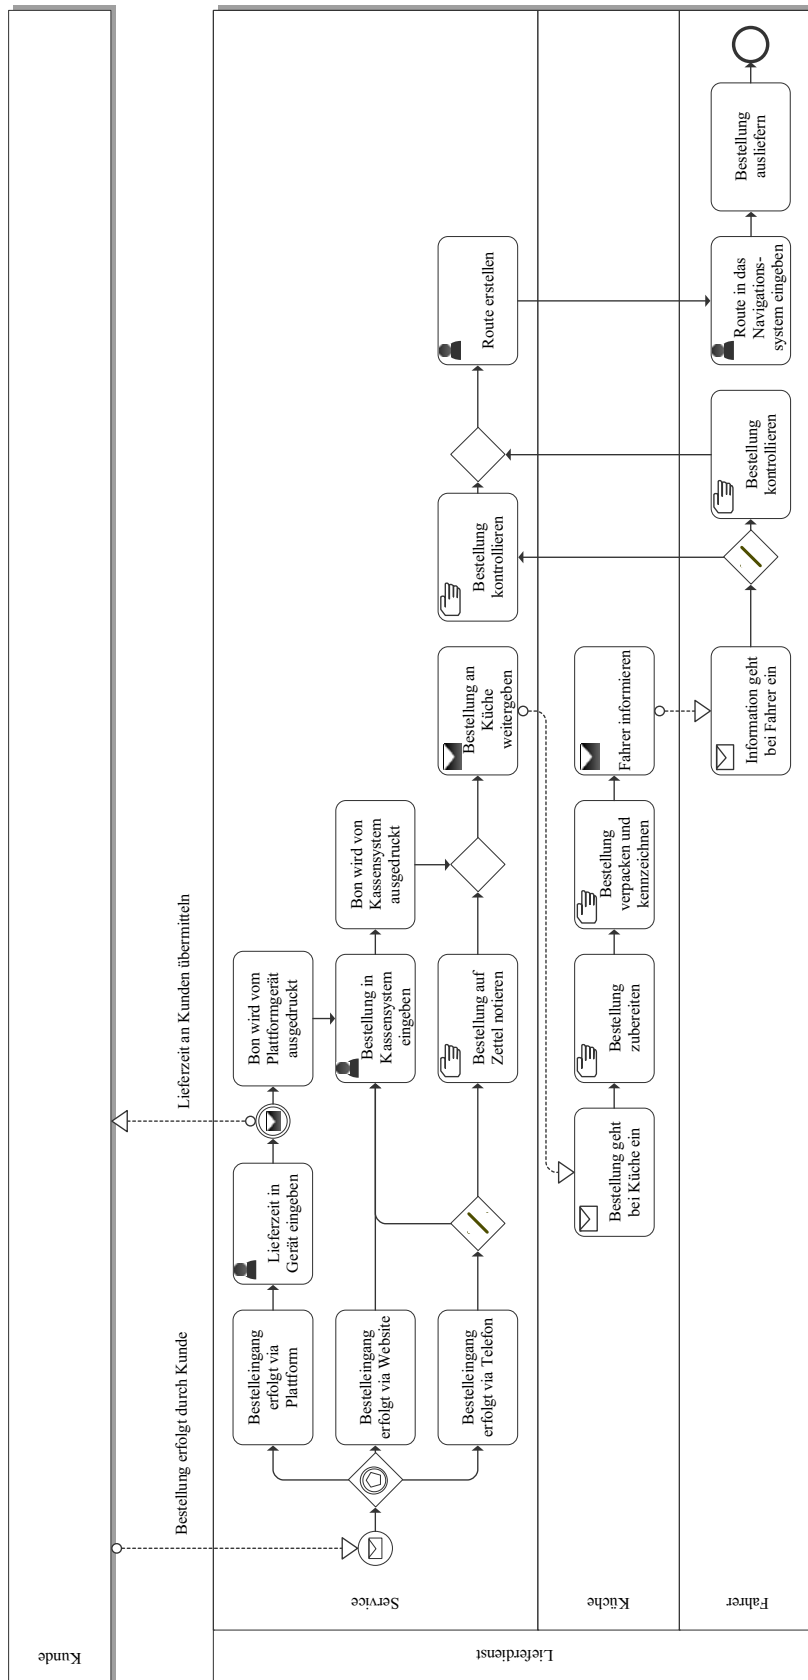 Kunde
Bestellung erfolgt durch Kunde
Lieferzeit an Kunden übermitteln
Lieferdienst
Service
Bestelleingang
erfolgt via
Plattform
Lieferzeit in
Gerät eingeben
Bon wird vom
Plattformgerät
ausgedruckt
Bestelleingang
erfolgt via Website
Bestellung in
Kassensystem
eingeben
Bon wird von
Kassensystem
ausgedruckt
Bestelleingang
erfolgt via Telefon
Bestellung auf
Zettel notieren
Bestellung an
Küche
weitergeben
Bestellung
kontrollieren
Route erstellen
Küche
Bestellung geht
bei Küche ein
Bestellung
zubereiten
Bestellung
verpacken und
kennzeichnen
Fahrer informieren
Fahrer
Information geht
bei Fahrer ein
Bestellung
kontrollieren
Route in das
Navigations-
system eingeben
Bestellung
ausliefern